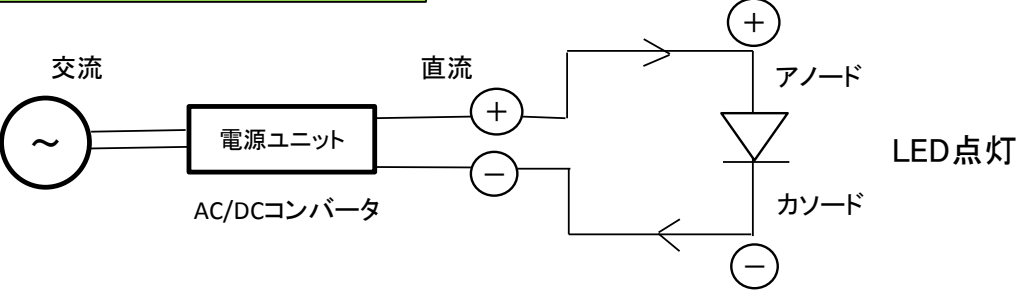 交流
～
電源ユニット
AC/DCコンバータ
直流
＋
－
＋
アノード
カソード
－
LED点灯